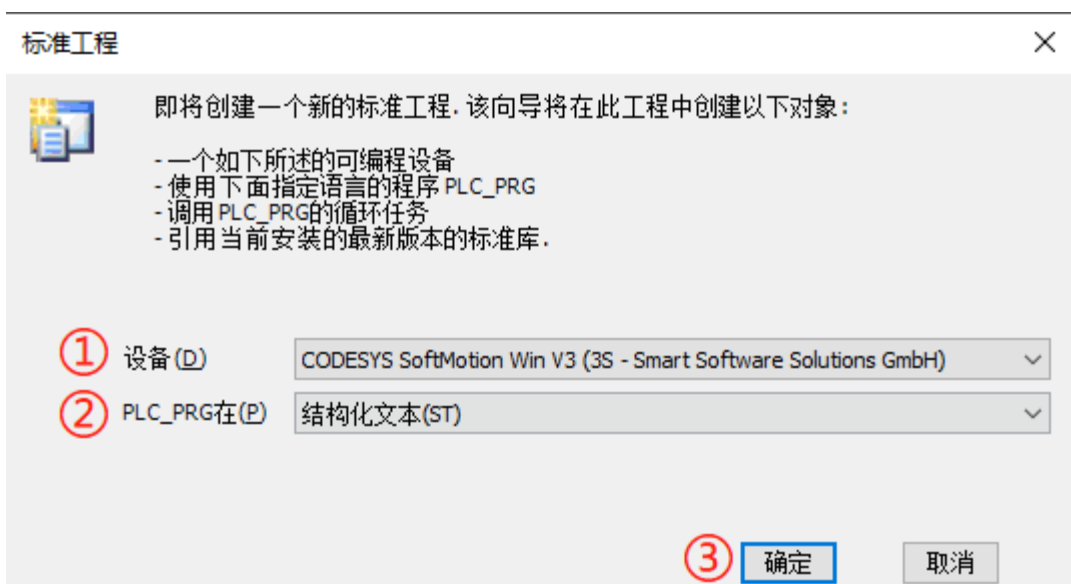 标准工程
即将创建一个新的标准工程.该向导将在此工程中创建以下对象:
-一个如下所述的可编程设备
-使用下面指定语言的程序 PLC_PRG
-调用PLC_PRG的循环任务
-引用当前安装的最新版本的标准库.
① 设备(D) CODESYS SoftMotion Win V3 (3S - Smart Software Solutions GmbH)
② PLC_PRG在(P) 结构化文本(ST)
③ 确定 取消